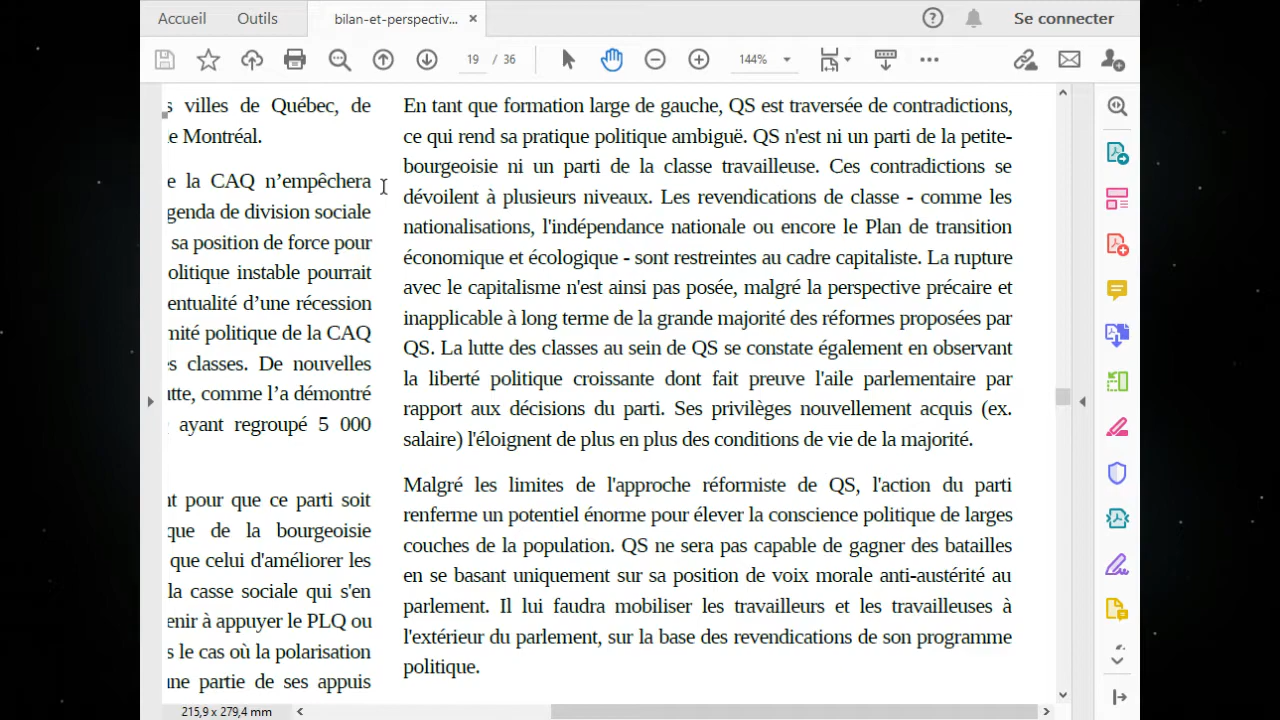 Accueil Outils bilan-et-perspectiv... × ? Se connecter
19 / 36 144%
s villes de Québec, de
e Montréal.
e la CAQ n’empêchera
genda de division sociale
sa position de force pour
olitique instable pourrait
entualité d’une récession
mité politique de la CAQ
s classes. De nouvelles
utte, comme l’a démontré
ayant regroupé 5 000
nt pour que ce parti soit
que de la bourgeoisie
que celui d'améliorer les
la casse sociale qui s'en
enir à appuyer le PLQ ou
s le cas où la polarisation
une partie de ses appuis
En tant que formation large de gauche, QS est traversée de contradictions,
ce qui rend sa pratique politique ambiguë. QS n'est ni un parti de la petite-
bourgeoisie ni un parti de la classe travailleuse. Ces contradictions se
dévoilent à plusieurs niveaux. Les revendications de classe - comme les
nationalisations, l'indépendance nationale ou encore le Plan de transition
économique et écologique - sont restreintes au cadre capitaliste. La rupture
avec le capitalisme n'est ainsi pas posée, malgré la perspective précaire et
inapplicable à long terme de la grande majorité des réformes proposées par
QS. La lutte des classes au sein de QS se constate également en observant
la liberté politique croissante dont fait preuve l'aile parlementaire par
rapport aux décisions du parti. Ses privilèges nouvellement acquis (ex.
salaire) l'éloignent de plus en plus des conditions de vie de la majorité.
Malgré les limites de l'approche réformiste de QS, l'action du parti
renferme un potentiel énorme pour élever la conscience politique de larges
couches de la population. QS ne sera pas capable de gagner des batailles
en se basant uniquement sur sa position de voix morale anti-austérité au
parlement. Il lui faudra mobiliser les travailleurs et les travailleuses à
l'extérieur du parlement, sur la base des revendications de son programme
politique.
215,9 x 279,4 mm